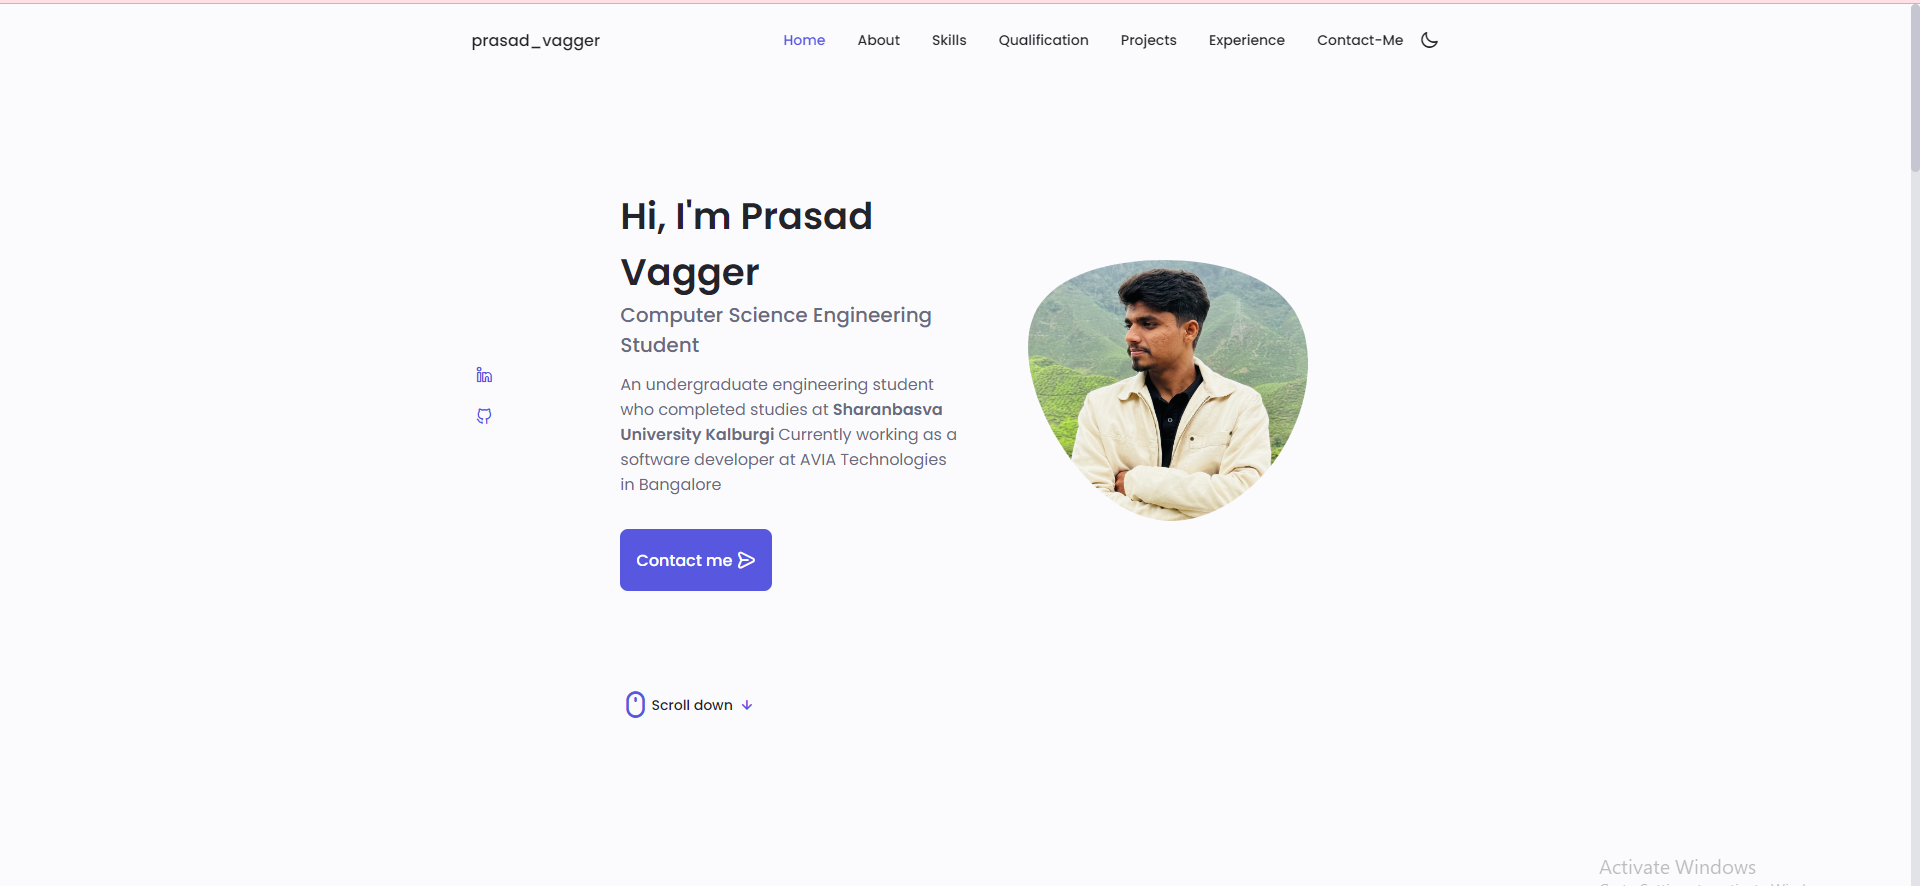 prasad_vagger
Home About Skills Qualification Projects Experience Contact-Me
Hi, I'm Prasad
Vagger
Computer Science Engineering
Student
An undergraduate engineering student
who completed studies at Sharanbasva
University Kalburgi Currently working as a
software developer at AVIA Technologies
in Bangalore
Contact me
Scroll down
Activate Windows